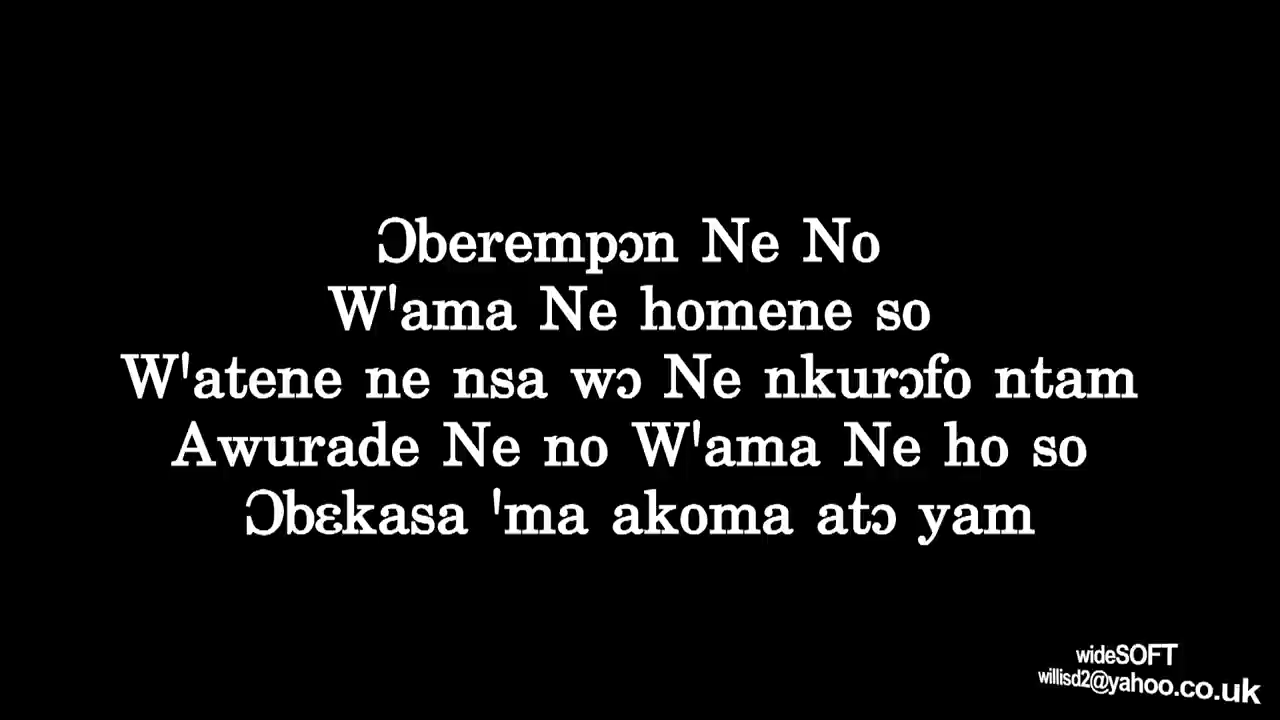 Ɔberempɔn Ne No
W'ama Ne homene so
W'atene ne nsa wɔ Ne nkurɔfo ntam
Awurade Ne no W'ama Ne ho so
Ɔbɛkasa 'ma akoma atɔ yam
wideSOFT
willisd2@yahoo.co.uk